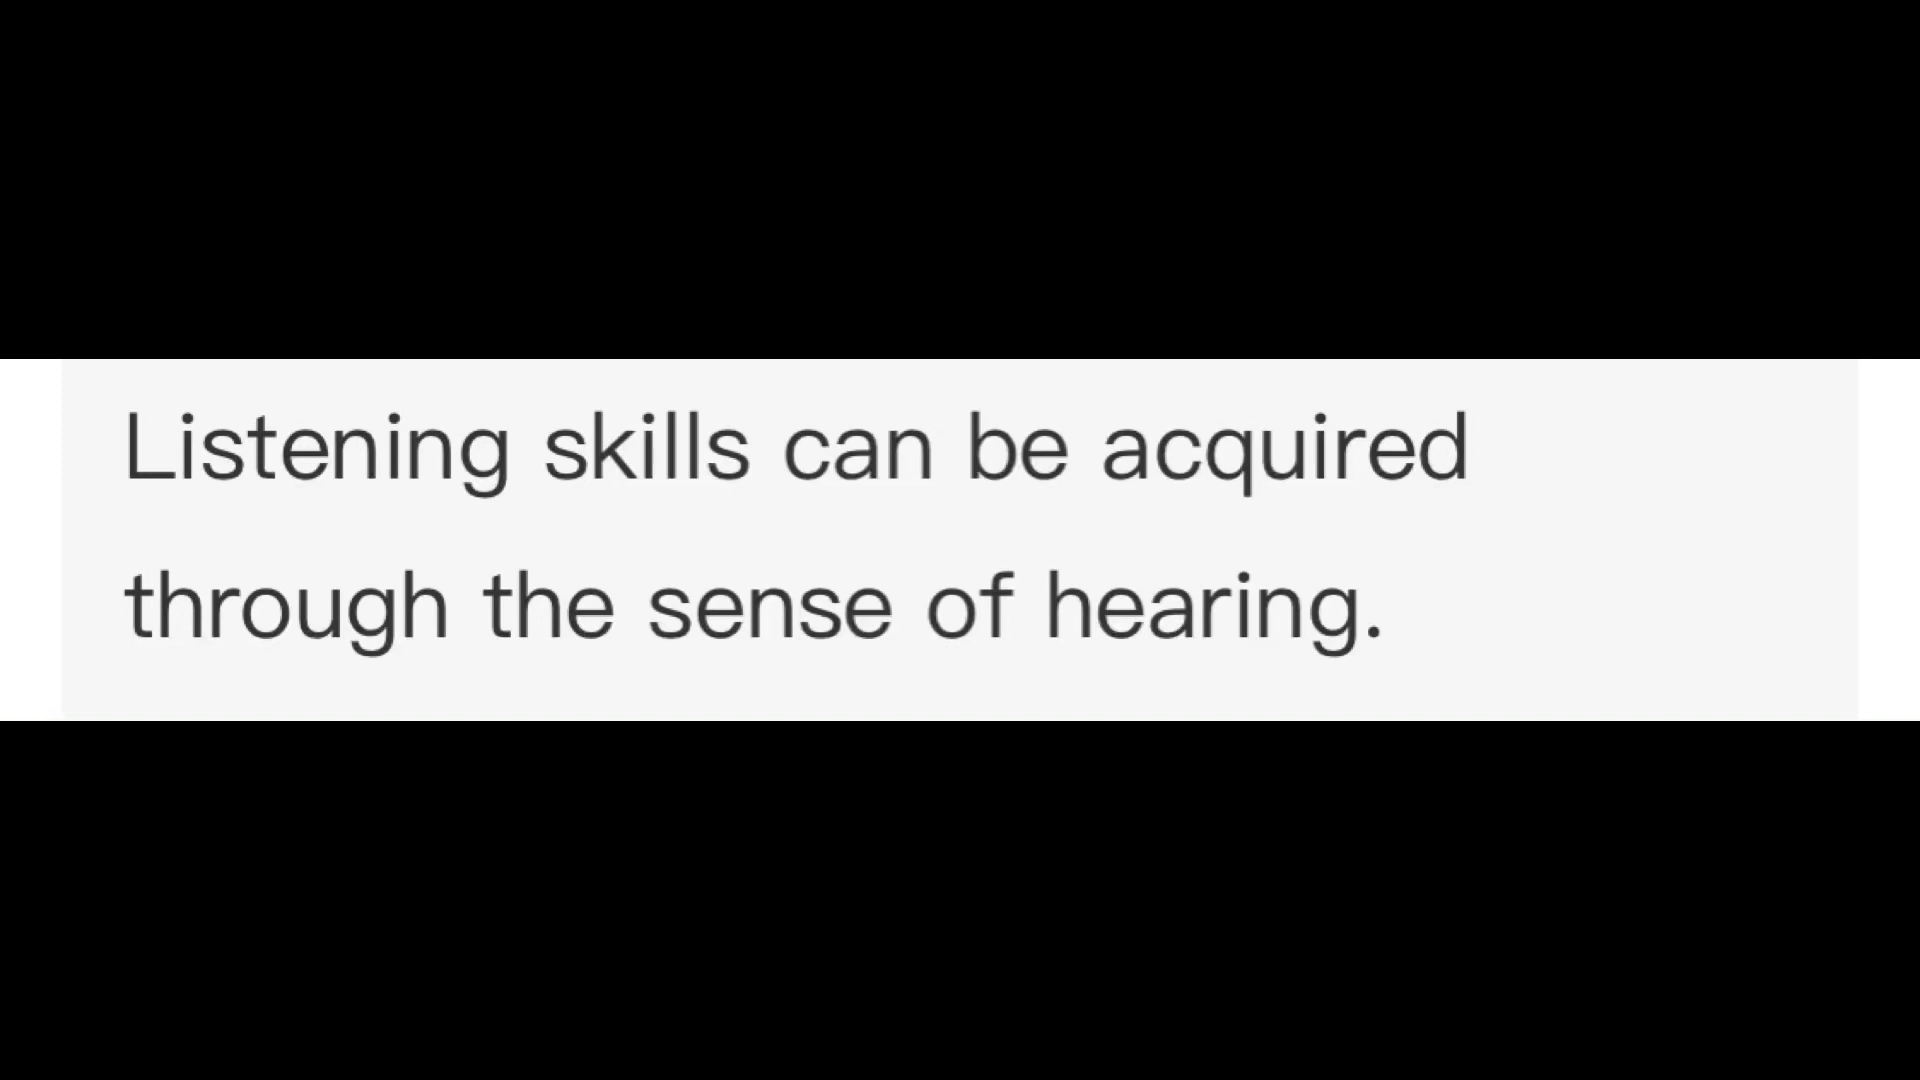 Listening skills can be acquired
through the sense of hearing.